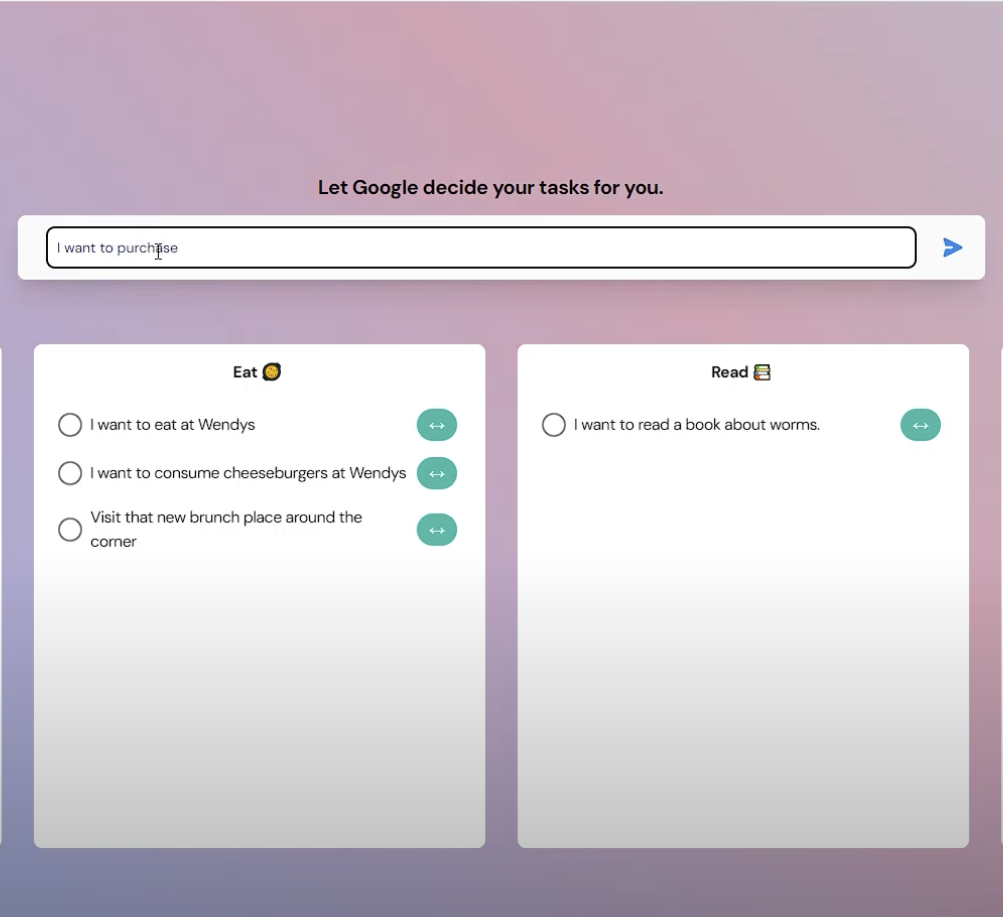 Let Google decide your tasks for you.
I want to purchase
Eat 🥘
I want to eat at Wendys
I want to consume cheeseburgers at Wendys
Visit that new brunch place around the
corner
Read 📚
I want to read a book about worms.